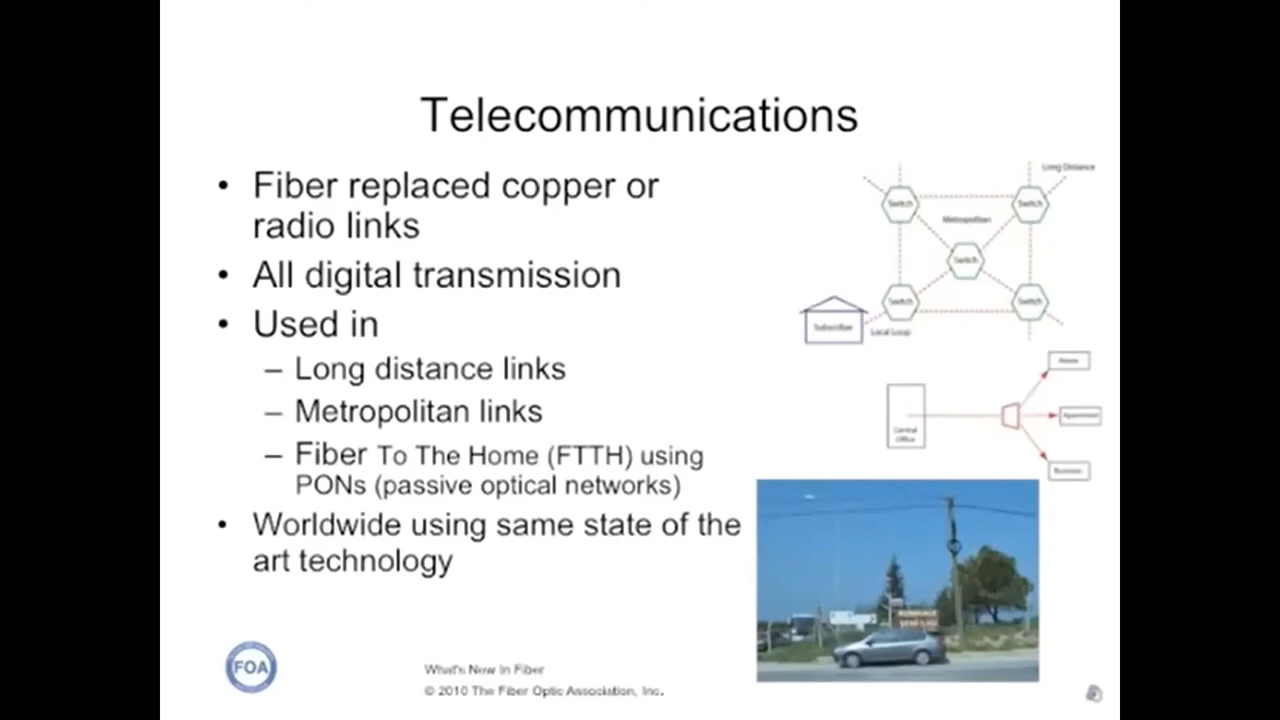 Telecommunications
• Fiber replaced copper or
radio links
• All digital transmission
• Used in
– Long distance links
– Metropolitan links
– Fiber To The Home (FTTH) using
PONs (passive optical networks)
• Worldwide using same state of the
art technology
Long Distance
Switch
Switch
Metropolitan
Switch
Switch
Switch
Subscriber
Local Loop
Home
Central
Office
Apartment
Business
FOA
What's New In Fiber
© 2010 The Fiber Optic Association, Inc.